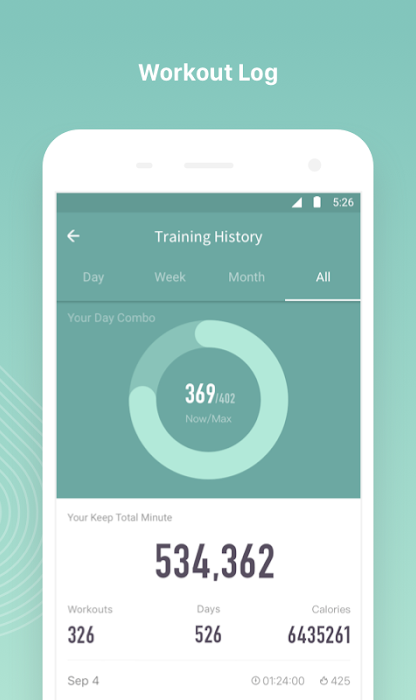 Workout Log
5:26
Training History
Day Week Month All
Your Day Combo
369/402
Now/Max
Your Keep Total Minute
534,362
Workouts Days Calories
326 526 6435261
Sep 4 01:24:00 425